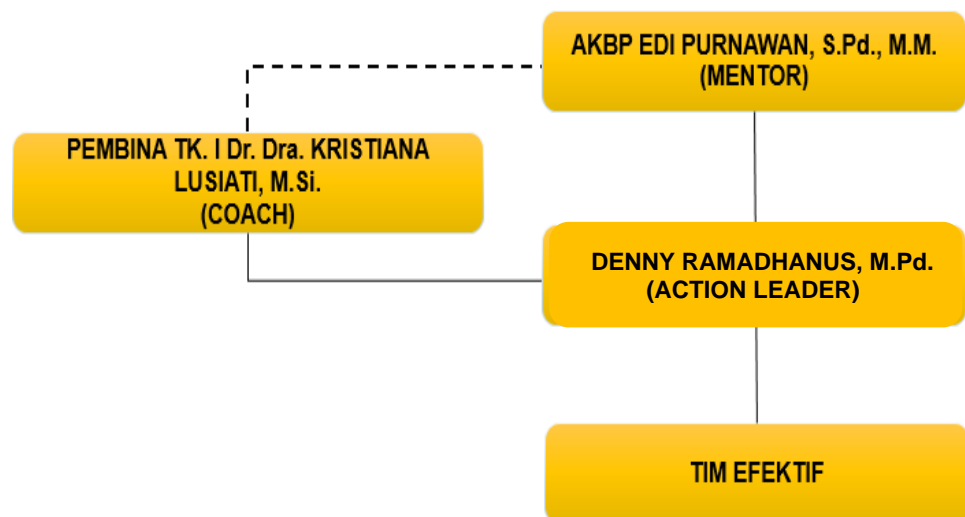 AKBP EDI PURNAWAN, S.Pd., M.M.
(MENTOR)
PEMBINA TK. I Dr. Dra. KRISTIANA
LUSIATI, M.Si.
(COACH)
DENNY RAMADHANUS, M.Pd.
(ACTION LEADER)
TIM EFEKTIF